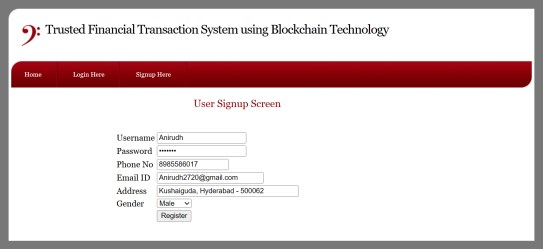 Trusted Financial Transaction System using Blockchain Technology
Home Login Here Signup Here
User Signup Screen
Username Anirudh
Password •••••••
Phone No 8985586017
Email ID Anirudh2720@gmail.com
Address Kushaiguda, Hyderabad - 500062
Gender Male
Register